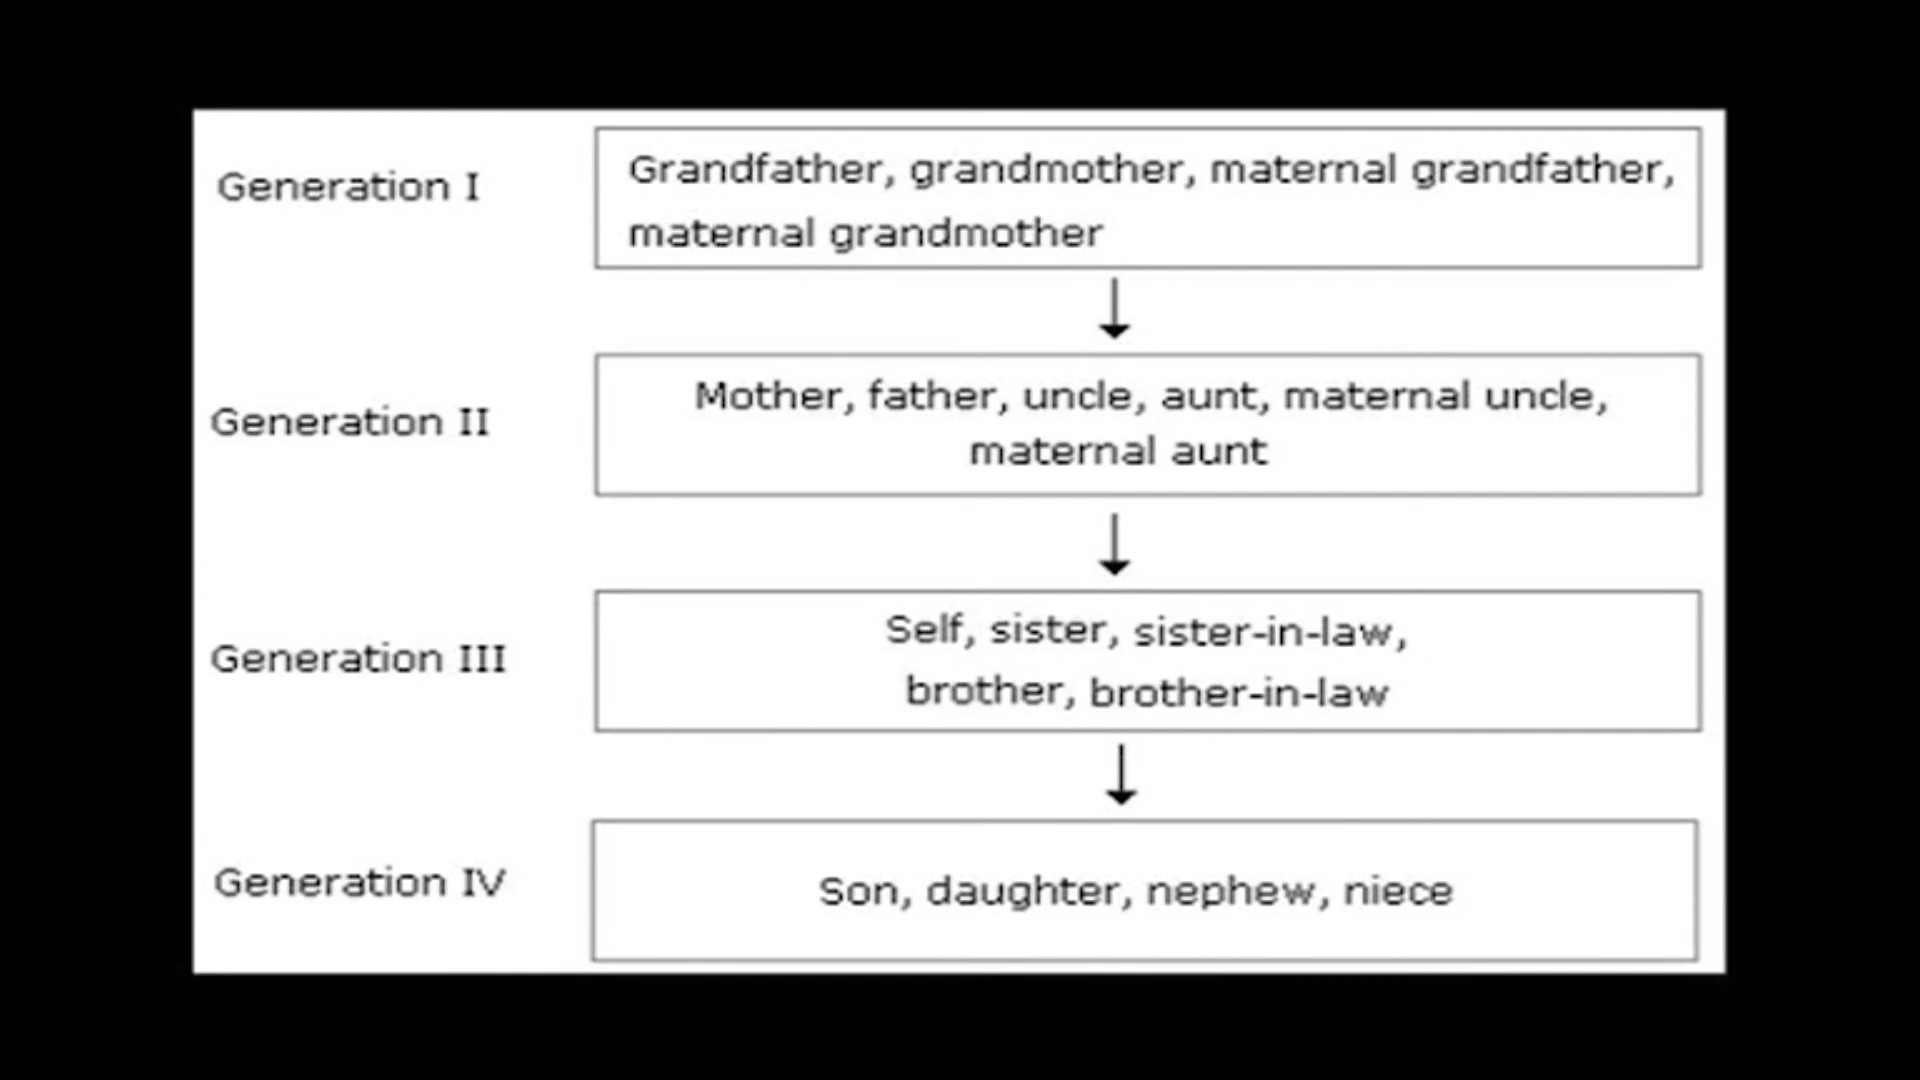 Generation I
Grandfather, grandmother, maternal grandfather,
maternal grandmother
Generation II
Mother, father, uncle, aunt, maternal uncle,
maternal aunt
Generation III
Self, sister, sister-in-law,
brother, brother-in-law
Generation IV
Son, daughter, nephew, niece